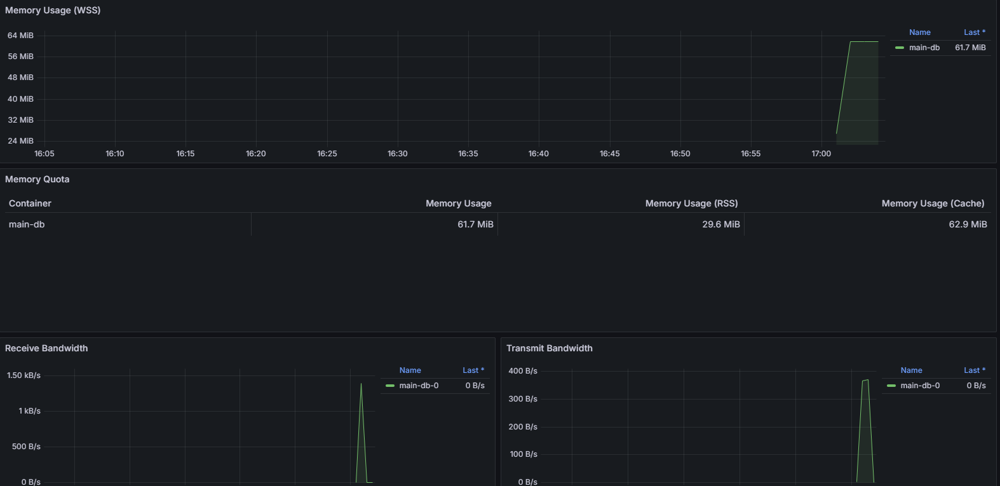 Memory Usage (WSS)
64 MiB
56 MiB
48 MiB
40 MiB
32 MiB
24 MiB
16:05 16:10 16:15 16:20 16:25 16:30 16:35 16:40 16:45 16:50 16:55 17:00
Name Last *
main-db 61.7 MiB
Memory Quota
Container Memory Usage Memory Usage (RSS) Memory Usage (Cache)
main-db 61.7 MiB 29.6 MiB 62.9 MiB
Receive Bandwidth
1.50 kB/s
1 kB/s
500 B/s
0 B/s
Name Last *
main-db-0 0 B/s
Transmit Bandwidth
400 B/s
300 B/s
200 B/s
100 B/s
0 B/s
Name Last *
main-db-0 0 B/s